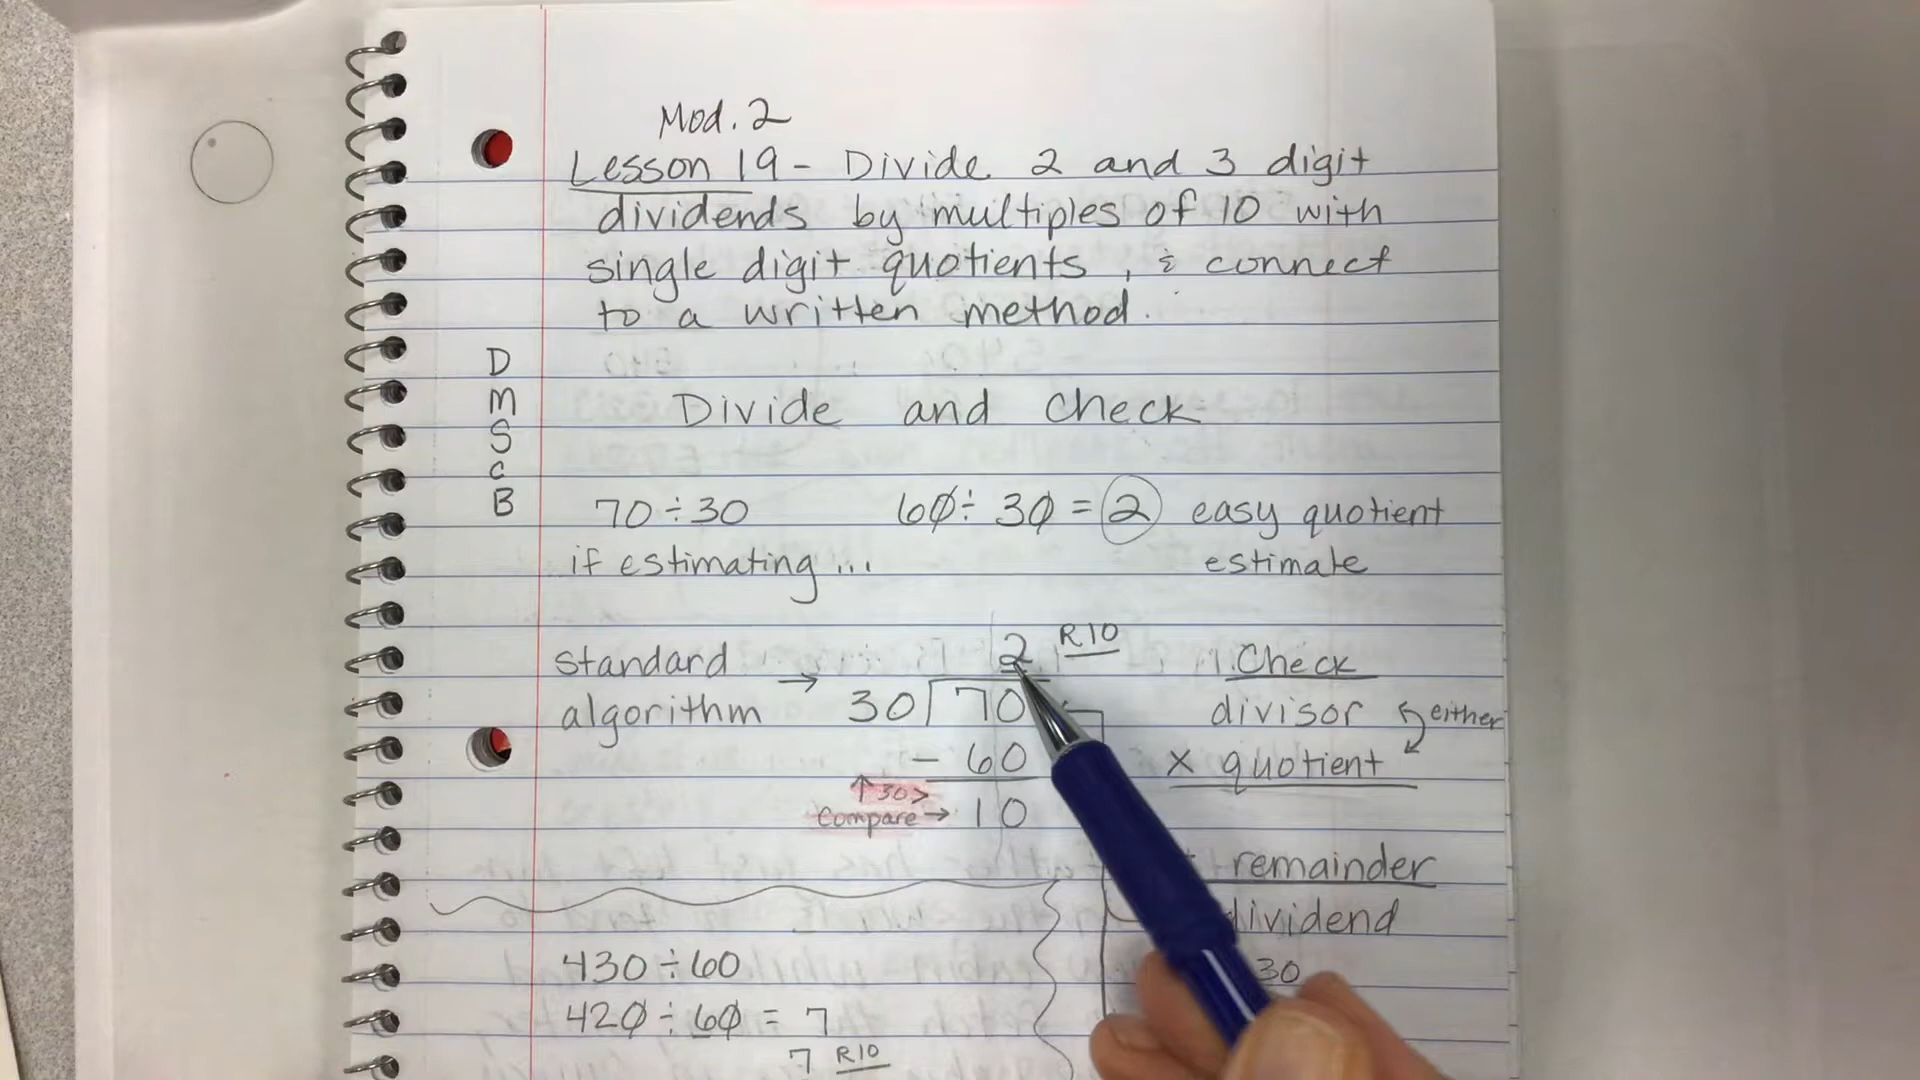 Mod. 2
Lesson 19 - Divide 2 and 3 digit
dividends by multiples of 10 with
single digit quotients, & connect
to a written method.
D
M
S
C
B
Divide and check
70 ÷ 30 60 ÷ 30 = 2 easy quotient
if estimating ... estimate
standard → 2 R10
algorithm 30 70
- 60
↑ 30 >
Compare → 10
Check
divisor either
x quotient
remainder
dividend
30
430 ÷ 60
420 ÷ 60 = 7
7 R10